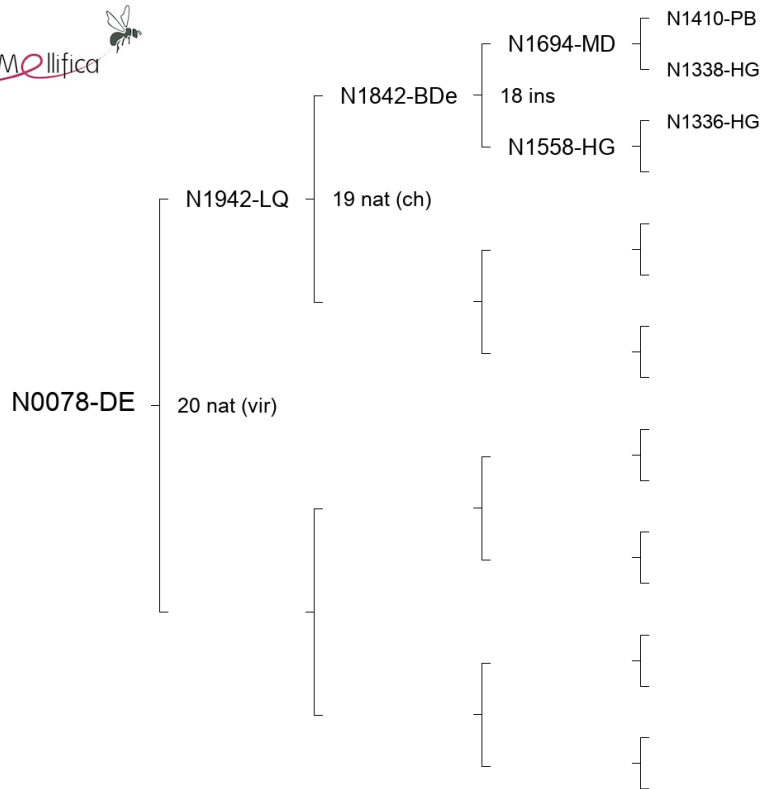 Mellifica
N1410-PB
N1694-MD
N1338-HG
N1842-BDe
18 ins
N1336-HG
N1558-HG
N1942-LQ
19 nat (ch)
N0078-DE
20 nat (vir)